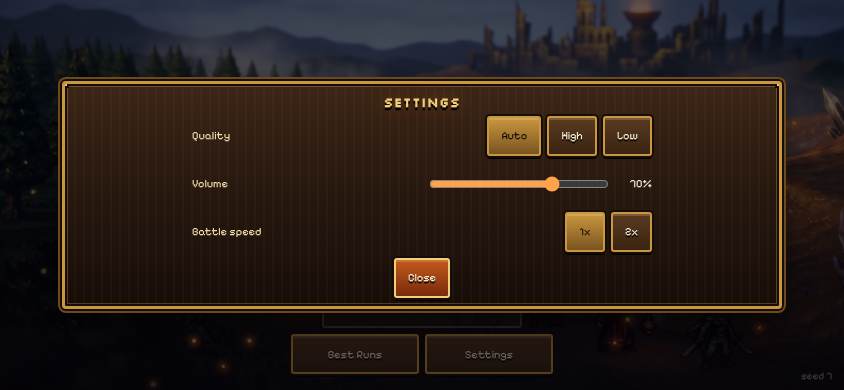 SETTINGS
Quality Auto High Low
Volume 70%
Battle speed 1x 2x
Close
Best Runs Settings
seed 7